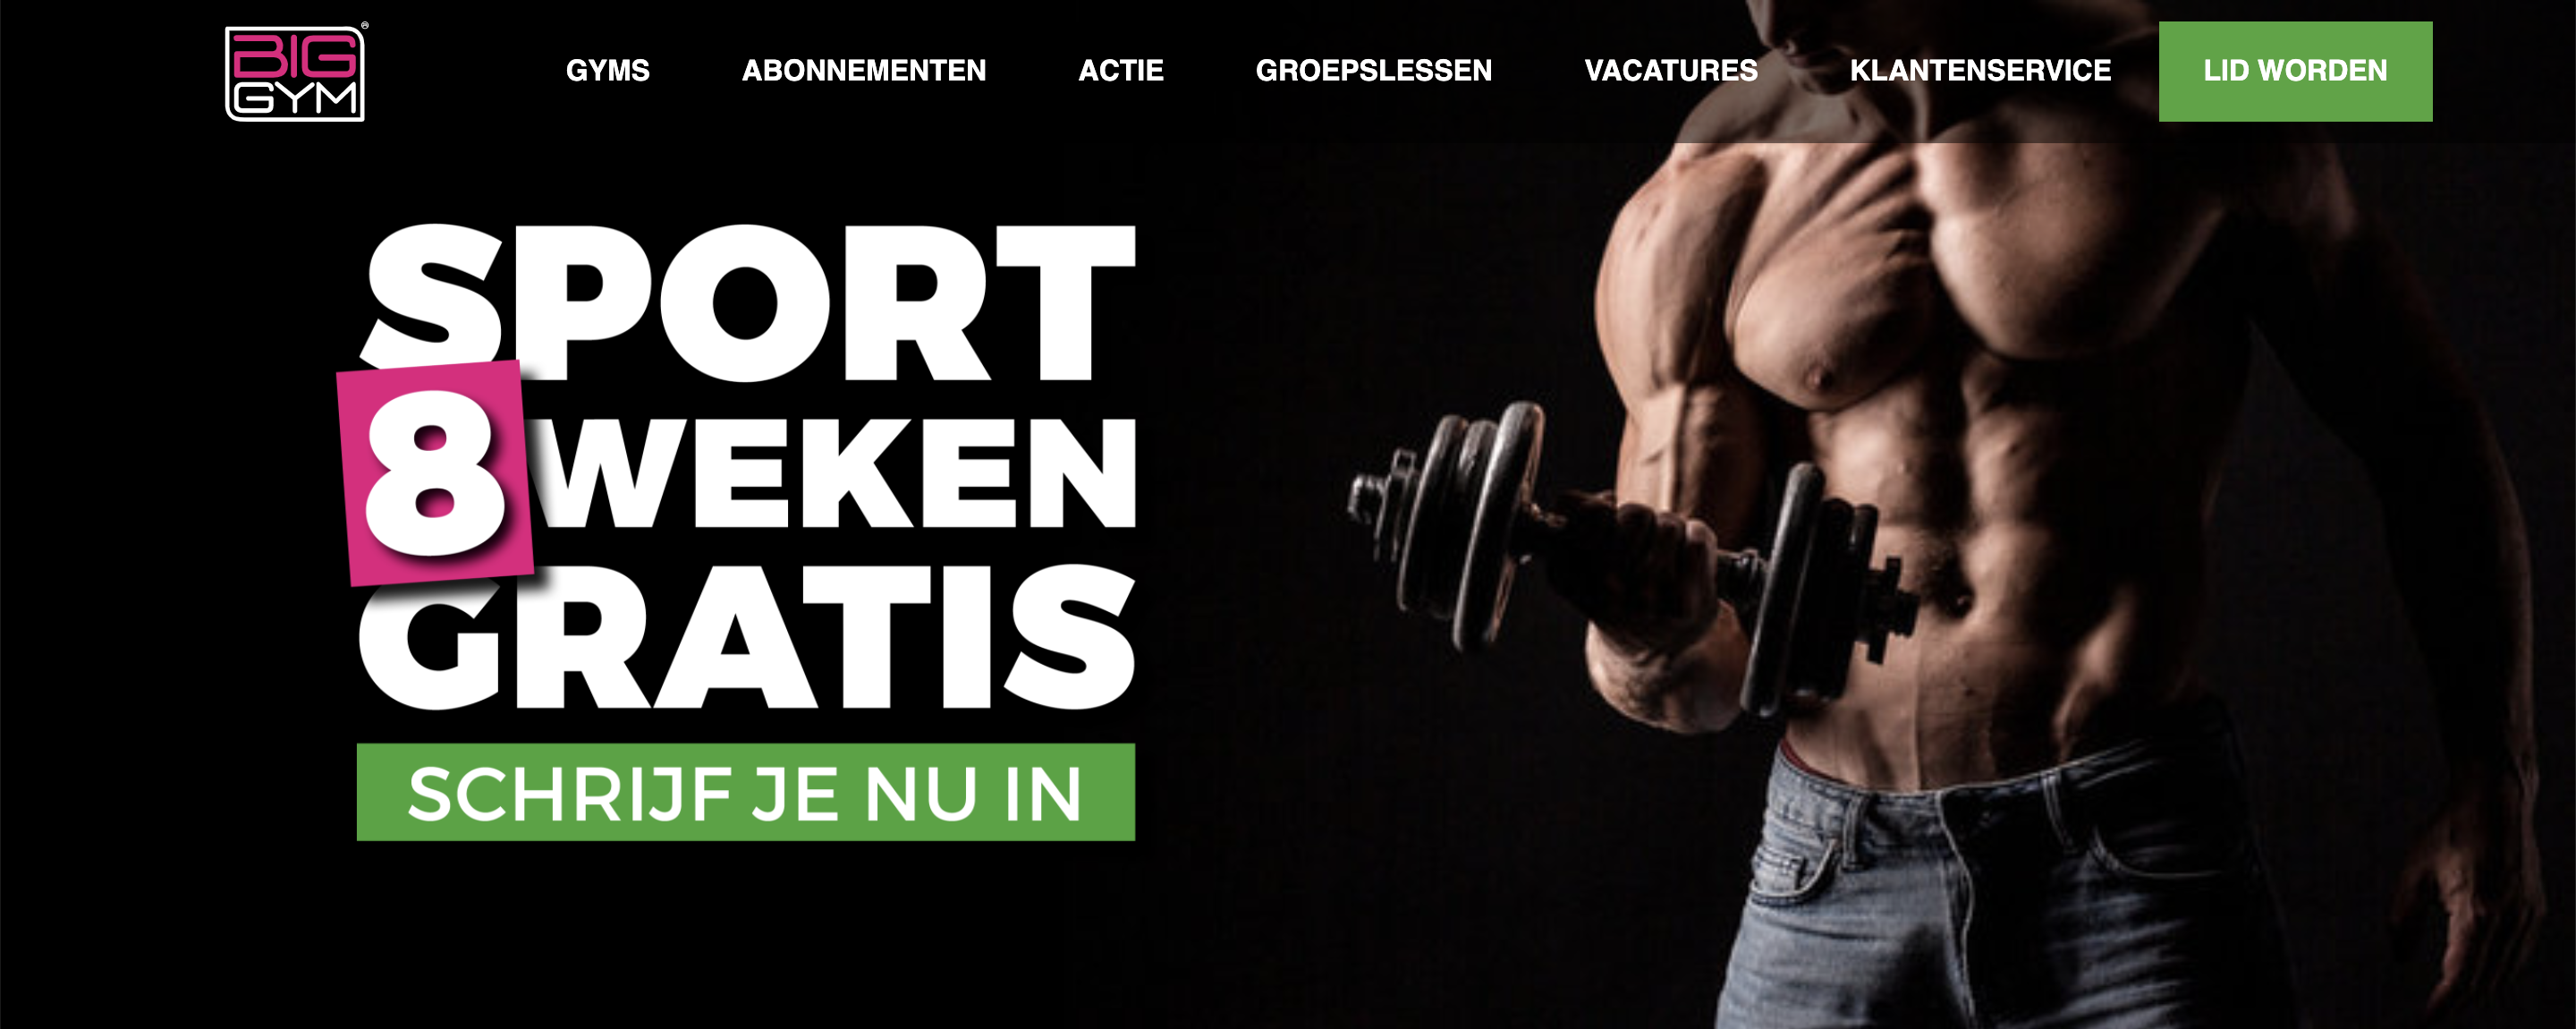 BIG
GYM
®
GYMS ABONNEMENTEN ACTIE GROEPSLESSEN VACATURES KLANTENSERVICE LID WORDEN
SPORT
8 WEKEN
GRATIS
SCHRIJF JE NU IN